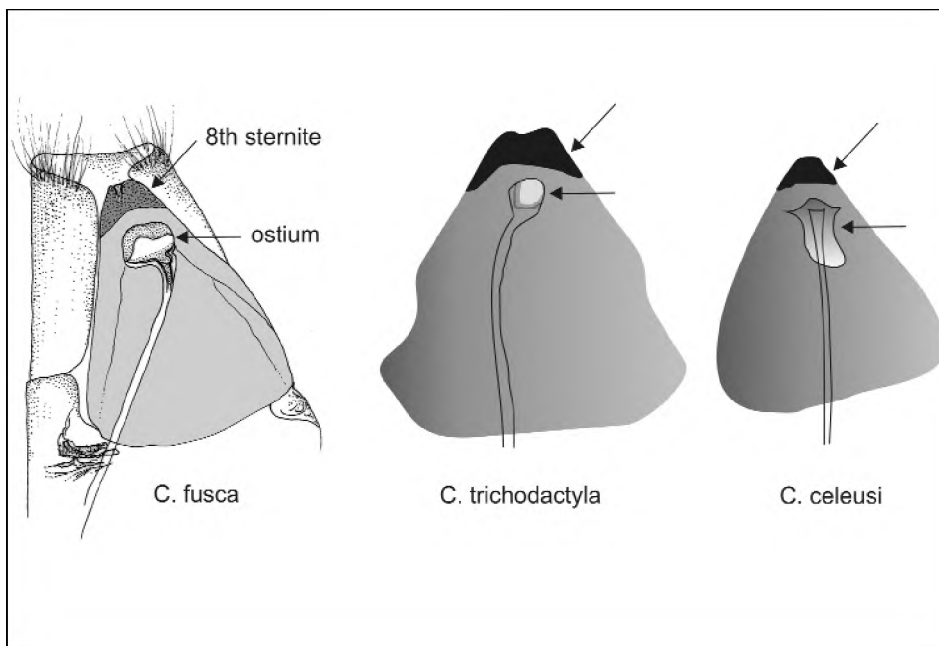 8th sternite
ostium
C. fusca
C. trichodactyla
C. celeusi